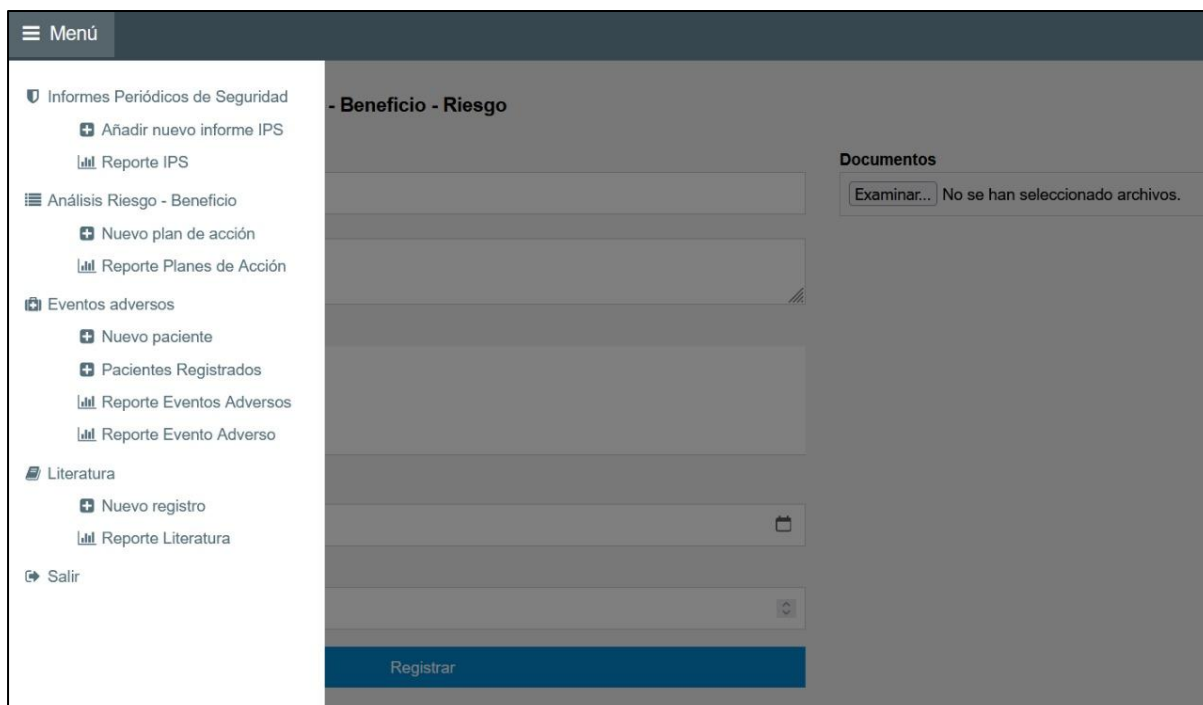 Menú
Informes Periódicos de Seguridad
Añadir nuevo informe IPS
Reporte IPS
Análisis Riesgo - Beneficio
Nuevo plan de acción
Reporte Planes de Acción
Eventos adversos
Nuevo paciente
Pacientes Registrados
Reporte Eventos Adversos
Reporte Evento Adverso
Literatura
Nuevo registro
Reporte Literatura
Salir
- Beneficio - Riesgo
Documentos
Examinar... No se han seleccionado archivos.
Registrar